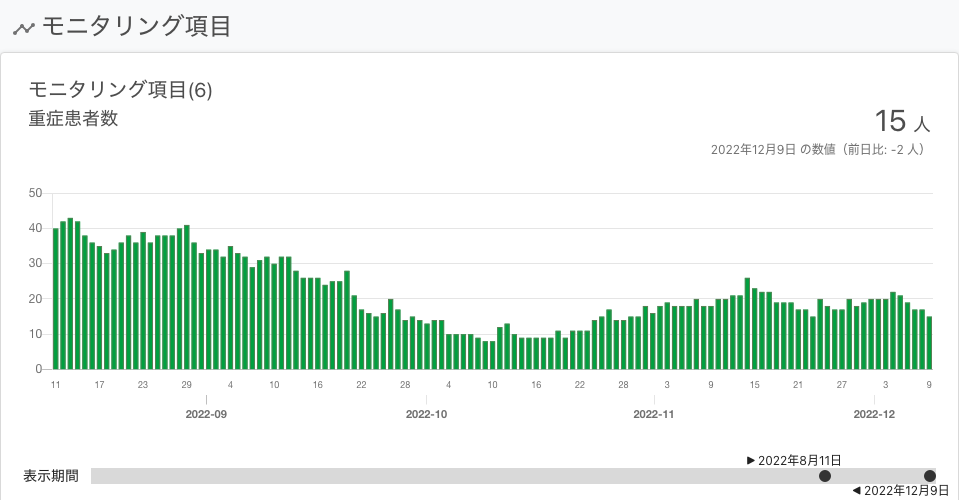 モニタリング項目
モニタリング項目(6)
重症患者数
15 人
2022年12月9日 の数値（前日比: -2 人）
50
40
30
20
10
0
11 17 23 29 4 10 16 22 28 4 10 16 22 28 3 9 15 21 27 3 9
2022-09 2022-10 2022-11 2022-12
▶ 2022年8月11日
表示期間
◀ 2022年12月9日